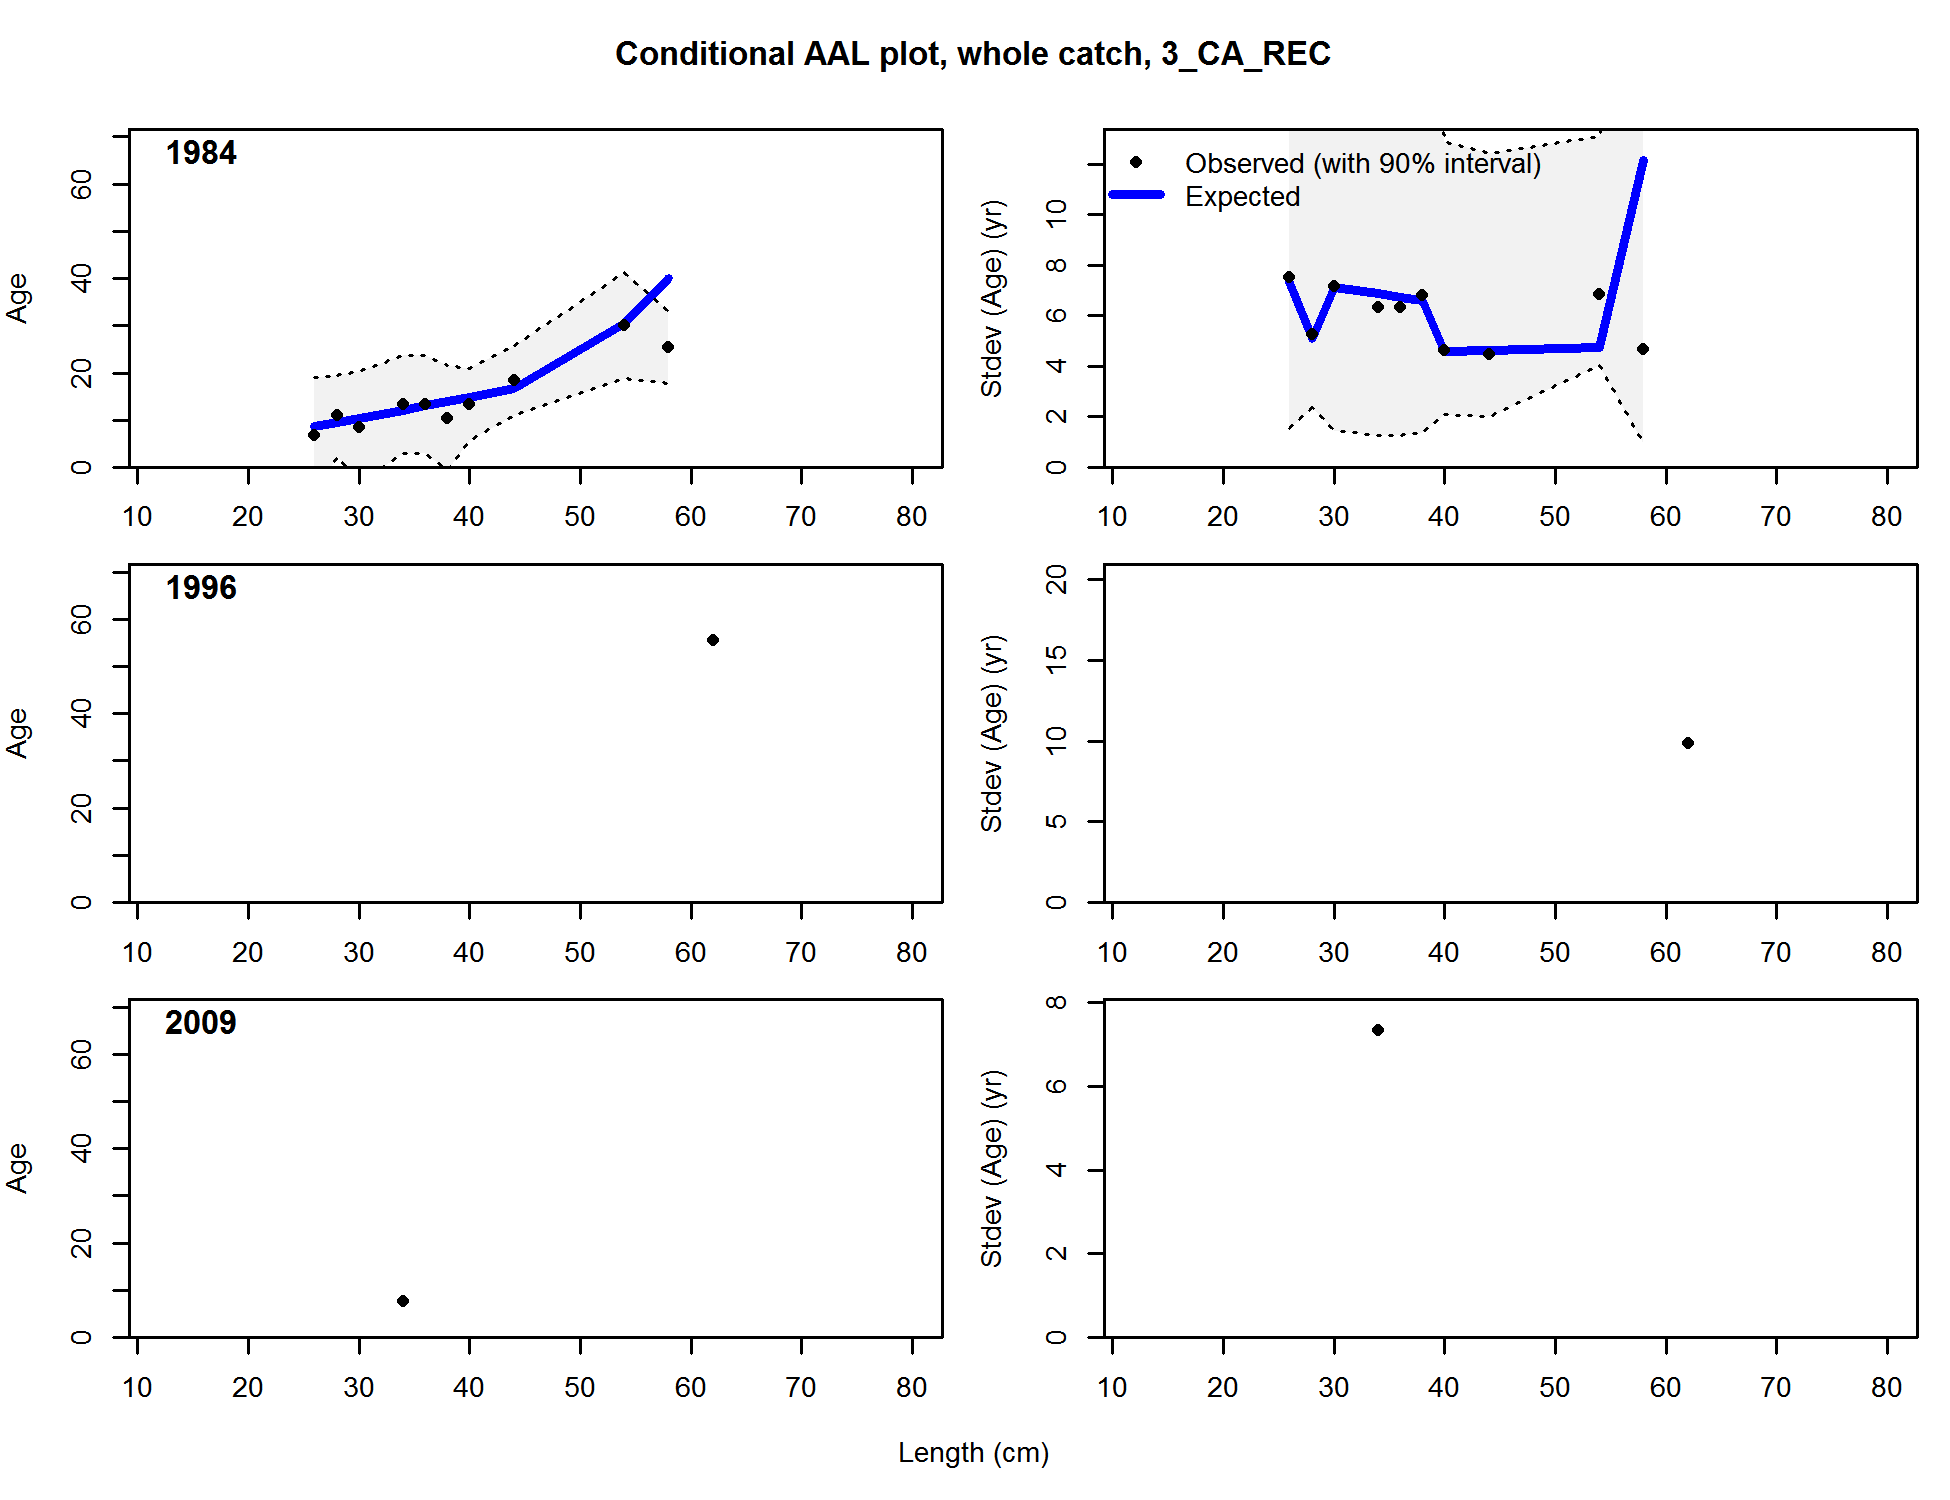 Conditional AAL plot, whole catch, 3_CA_REC
1984
Age
0 20 40 60
10 20 30 40 50 60 70 80
Observed (with 90% interval)
Expected
Stdev (Age) (yr)
0 2 4 6 8 10
10 20 30 40 50 60 70 80
1996
Age
0 20 40 60
10 20 30 40 50 60 70 80
Stdev (Age) (yr)
0 5 10 15 20
10 20 30 40 50 60 70 80
2009
Age
0 20 40 60
10 20 30 40 50 60 70 80
Stdev (Age) (yr)
0 2 4 6 8
10 20 30 40 50 60 70 80
Length (cm)